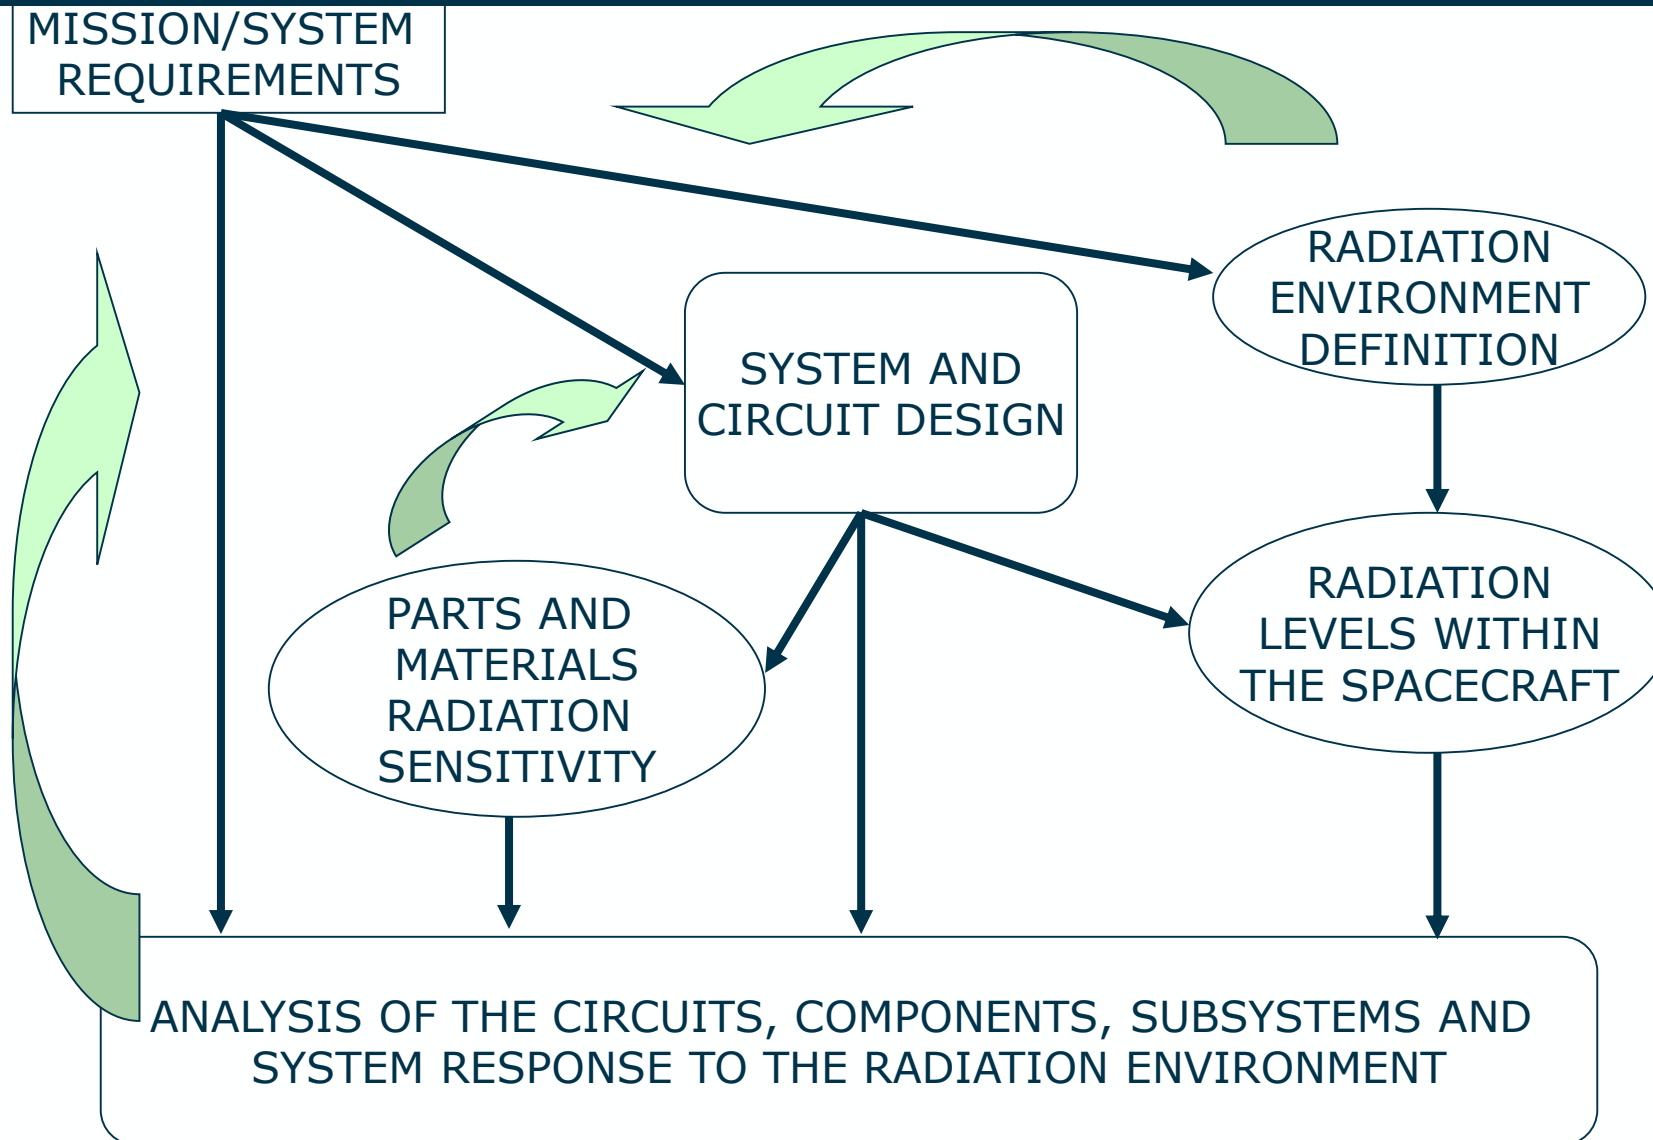 MISSION/SYSTEM
REQUIREMENTS
RADIATION
ENVIRONMENT
DEFINITION
SYSTEM AND
CIRCUIT DESIGN
PARTS AND
MATERIALS
RADIATION
SENSITIVITY
RADIATION
LEVELS WITHIN
THE SPACECRAFT
ANALYSIS OF THE CIRCUITS, COMPONENTS, SUBSYSTEMS AND
SYSTEM RESPONSE TO THE RADIATION ENVIRONMENT